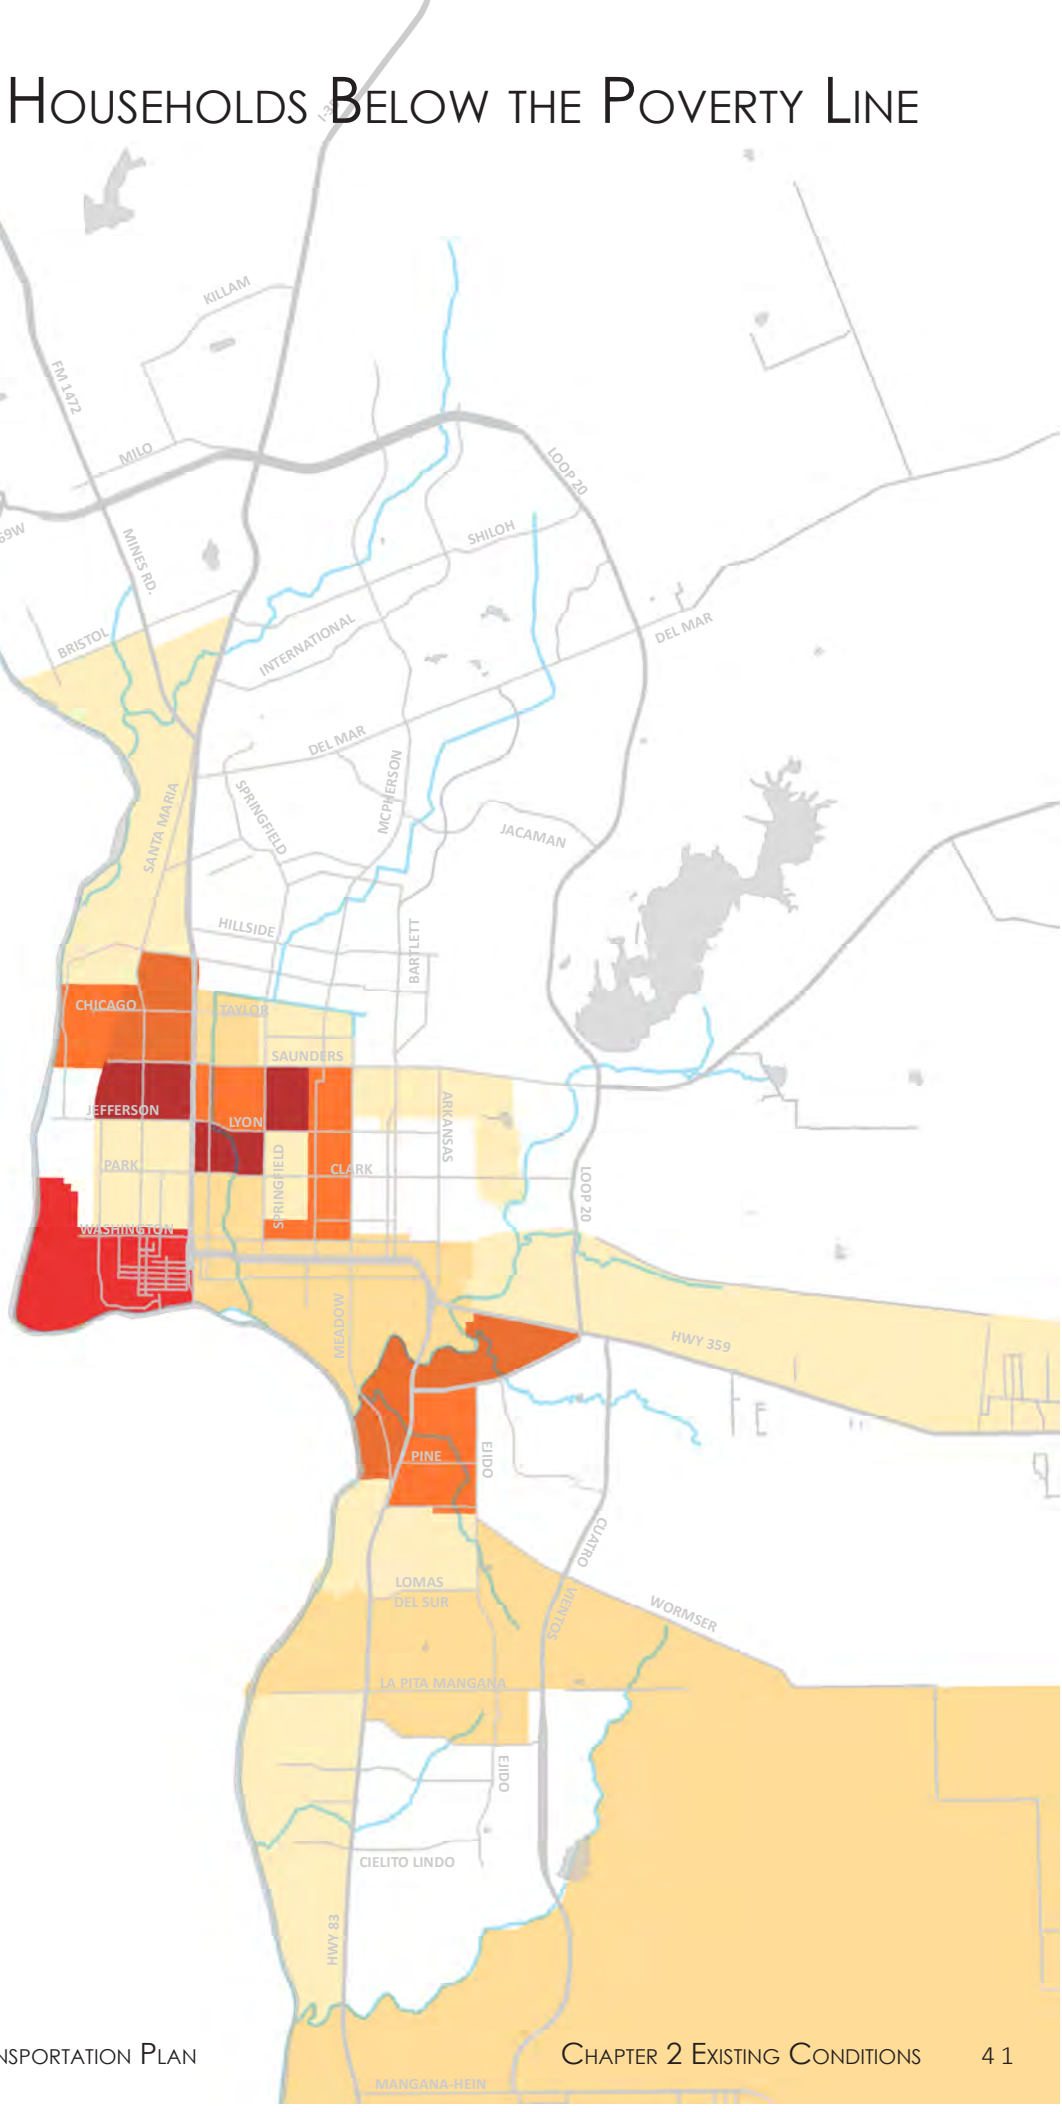 Households Below the Poverty Line
I-35
KILLAM
FM 1472
MILO
LOOP 20
69W
MINES RD.
SHILOH
BRISTOL
INTERNATIONAL
DEL MAR
DEL MAR
SANTA MARIA
SPRINGFIELD
MCPHERSON
JACAMAN
HILLSIDE
BARTLETT
CHICAGO
TAYLOR
SAUNDERS
JEFFERSON
LYON
ARKANSAS
PARK
SPRINGFIELD
CLARK
LOOP 20
WASHINGTON
MEADOW
HWY 359
PINE
EJIDO
CUATRO
VIENTOS
LOMAS
DEL SUR
WORMSER
LA PITA MANGANA
EJIDO
CIELITO LINDO
HWY 83
NSPORTATION PLAN
Chapter 2 Existing Conditions 41
MANGANA-HEIN